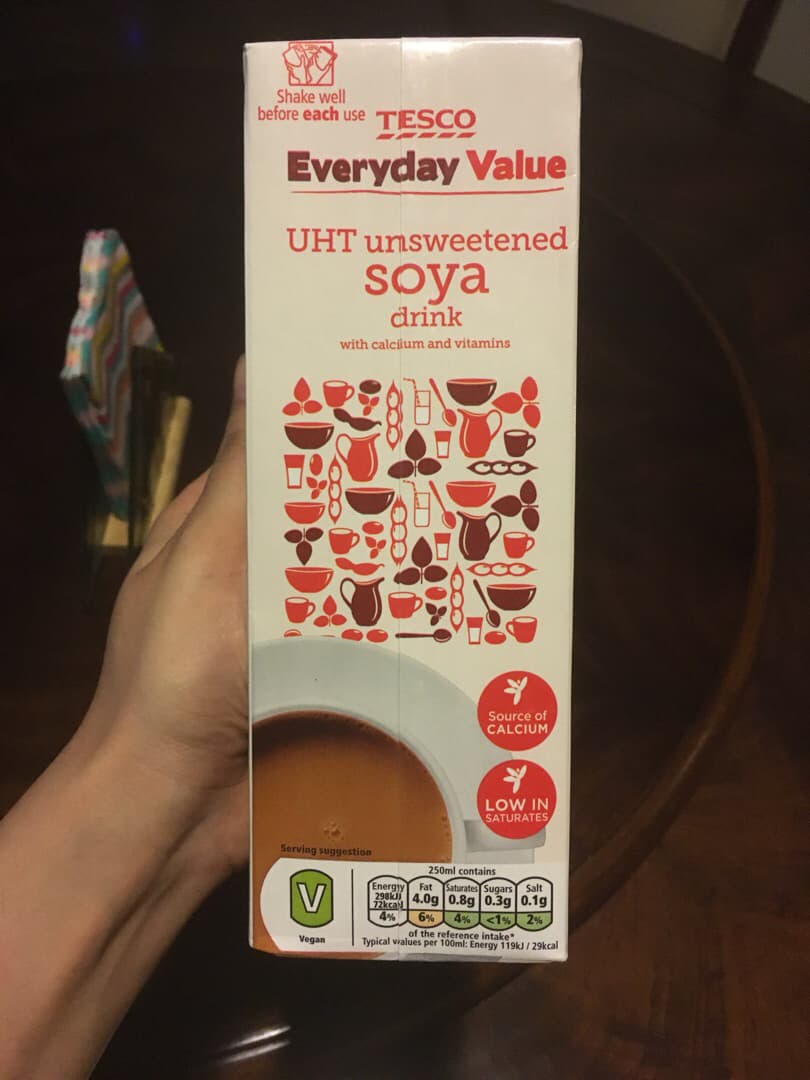 Shake well
before each use
TESCO
Everyday Value
UHT unsweetened
soya
drink
with calcium and vitamins
Source of
CALCIUM
LOW IN
SATURATES
Serving suggestion
V
Vegan
250ml contains
Energy Fat Saturates Sugars Salt
298kJ
72kcal 4.0g 0.8g 0.3g 0.1g
4% 6% 4% <1% 2%
of the reference intake*
Typical values per 100ml: Energy 119kJ / 29kcal